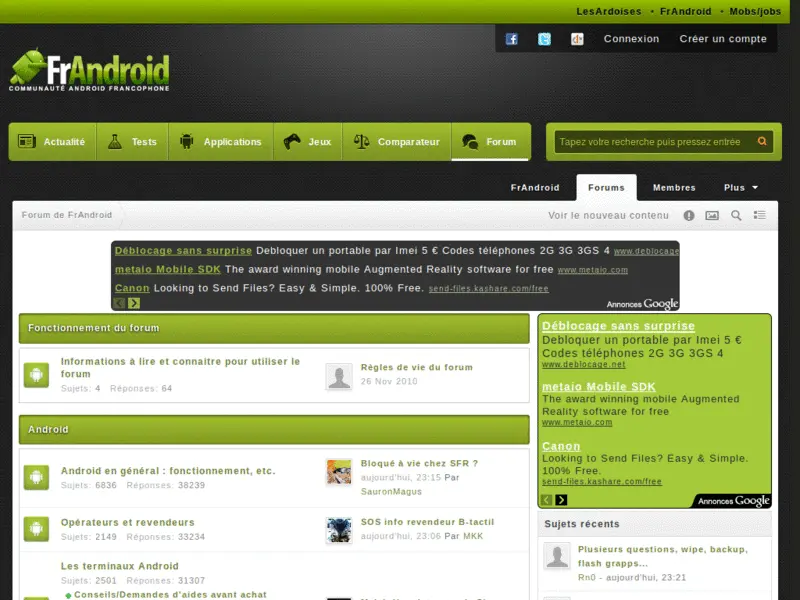 LesArdoises • FrAndroid • Mobs/jobs
Connexion Créer un compte
FrAndroid
COMMUNAUTÉ ANDROID FRANCOPHONE
Actualité Tests Applications Jeux Comparateur Forum
Tapez votre recherche puis pressez entrée
FrAndroid Forums Membres Plus
Forum de FrAndroid
Voir le nouveau contenu
Déblocage sans surprise Debloquer un portable par Imei 5 € Codes téléphones 2G 3G 3GS 4 www.deblocage
metaio Mobile SDK The award winning mobile Augmented Reality software for free www.metaio.com
Canon Looking to Send Files? Easy & Simple. 100% Free. send-files.kashare.com/free
Annonces Google
Fonctionnement du forum
Informations à lire et connaitre pour utiliser le
forum
Sujets: 4 Réponses: 64
Règles de vie du forum
26 Nov 2010
Android
Android en général : fonctionnement, etc.
Sujets: 6836 Réponses: 38239
Bloqué à vie chez SFR ?
aujourd'hui, 23:15 Par
SauronMagus
Opérateurs et revendeurs
Sujets: 2149 Réponses: 33234
SOS info revendeur B-tactil
aujourd'hui, 23:06 Par MKK
Les terminaux Android
Sujets: 2501 Réponses: 31307
Conseils/Demandes d'aides avant achat
Déblocage sans surprise
Debloquer un portable par Imei 5 €
Codes téléphones 2G 3G 3GS 4
www.deblocage.net
metaio Mobile SDK
The award winning mobile Augmented
Reality software for free
www.metaio.com
Canon
Looking to Send Files? Easy & Simple.
100% Free.
send-files.kashare.com/free
Annonces Google
Sujets récents
Plusieurs questions, wipe, backup,
flash grapps...
Rn0 - aujourd'hui, 23:21